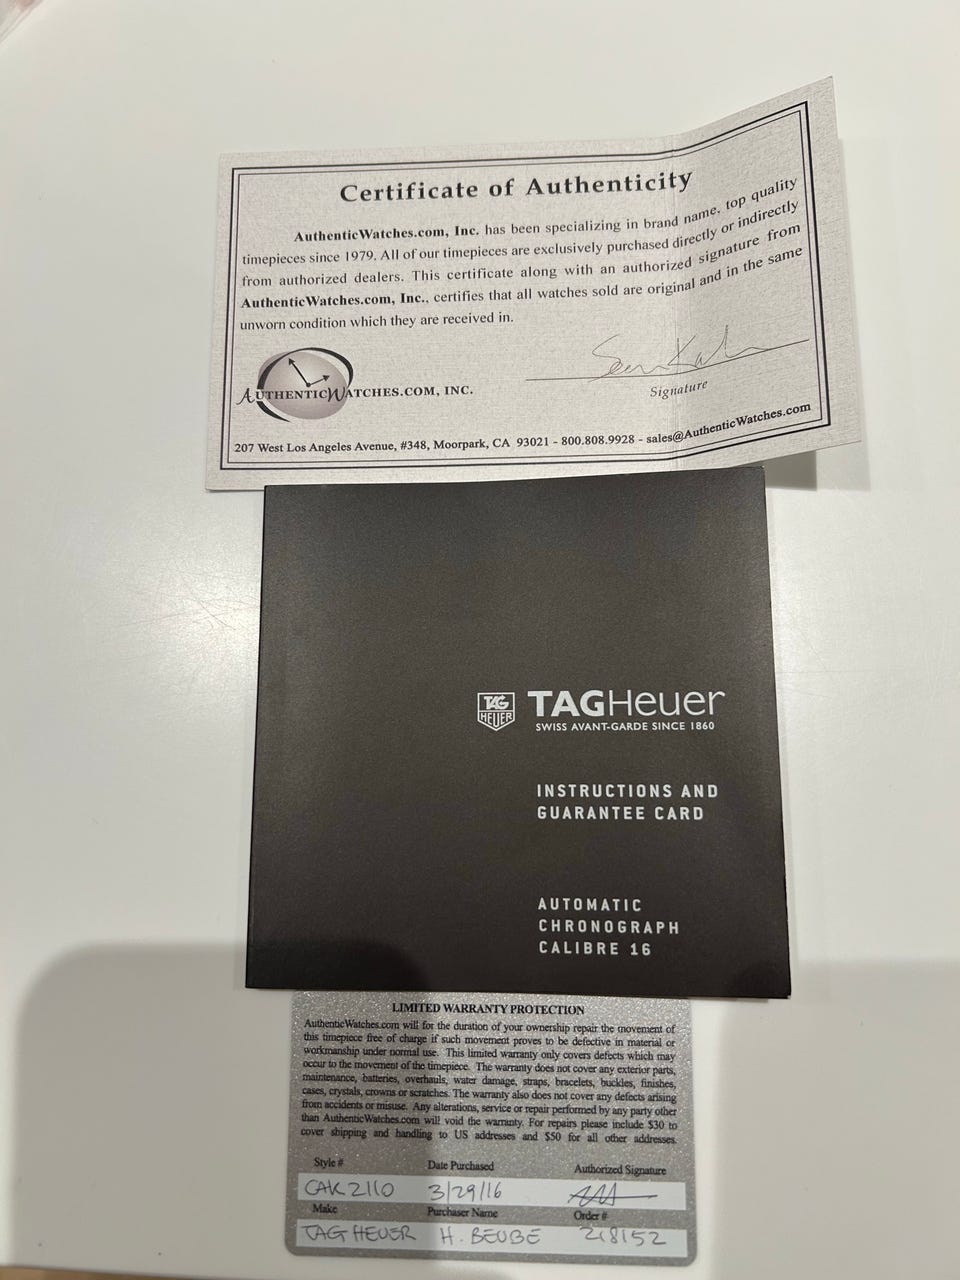 Certificate of Authenticity
AuthenticWatches.com, Inc. has been specializing in brand name, top quality
timepieces since 1979. All of our timepieces are exclusively purchased directly or indirectly
from authorized dealers. This certificate along with an authorized signature from
AuthenticWatches.com, Inc., certifies that all watches sold are original and in the same
unworn condition which they are received in.
AUTHENTICWATCHES.COM, INC.
Signature
207 West Los Angeles Avenue, #348, Moorpark, CA 93021 - 800.808.9928 - sales@AuthenticWatches.com
TAG
HEUER
TAGHeuer
SWISS AVANT-GARDE SINCE 1860
INSTRUCTIONS AND
GUARANTEE CARD
AUTOMATIC
CHRONOGRAPH
CALIBRE 16
LIMITED WARRANTY PROTECTION
AuthenticWatches.com will for the duration of your ownership repair the movement of
this timepiece free of charge if such movement proves to be defective in material or
workmanship under normal use. This limited warranty only covers defects which may
occur to the movement of the timepiece. The warranty does not cover any exterior parts,
maintenance, batteries, overhauls, water damage, straps, bracelets, buckles, finishes,
cases, crystals, crowns or scratches. The warranty also does not cover any defects arising
from accidents or misuse. Any alterations, service or repair performed by any party other
than AuthenticWatches.com will void the warranty. For repairs please include $30 to
cover shipping and handling to US addresses and $50 for all other addresses.
Style # Date Purchased Authorized Signature
CAK2110 3/29/16
Make Purchaser Name Order #
TAG HEUER H. BEUBE 218152